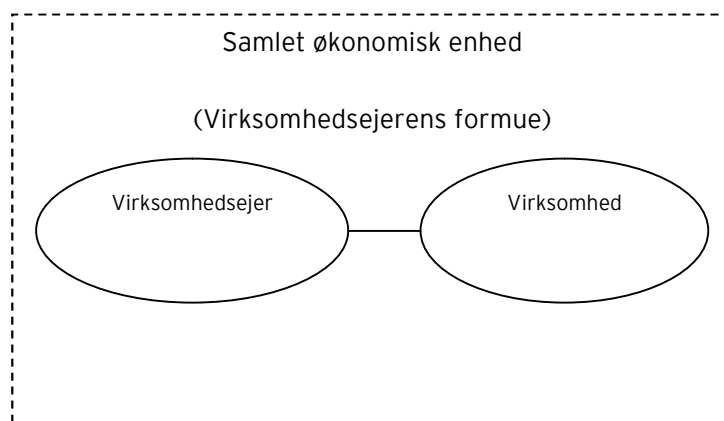 Samlet økonomisk enhed
(Virksomhedsejerens formue)
Virksomhedsejer
Virksomhed